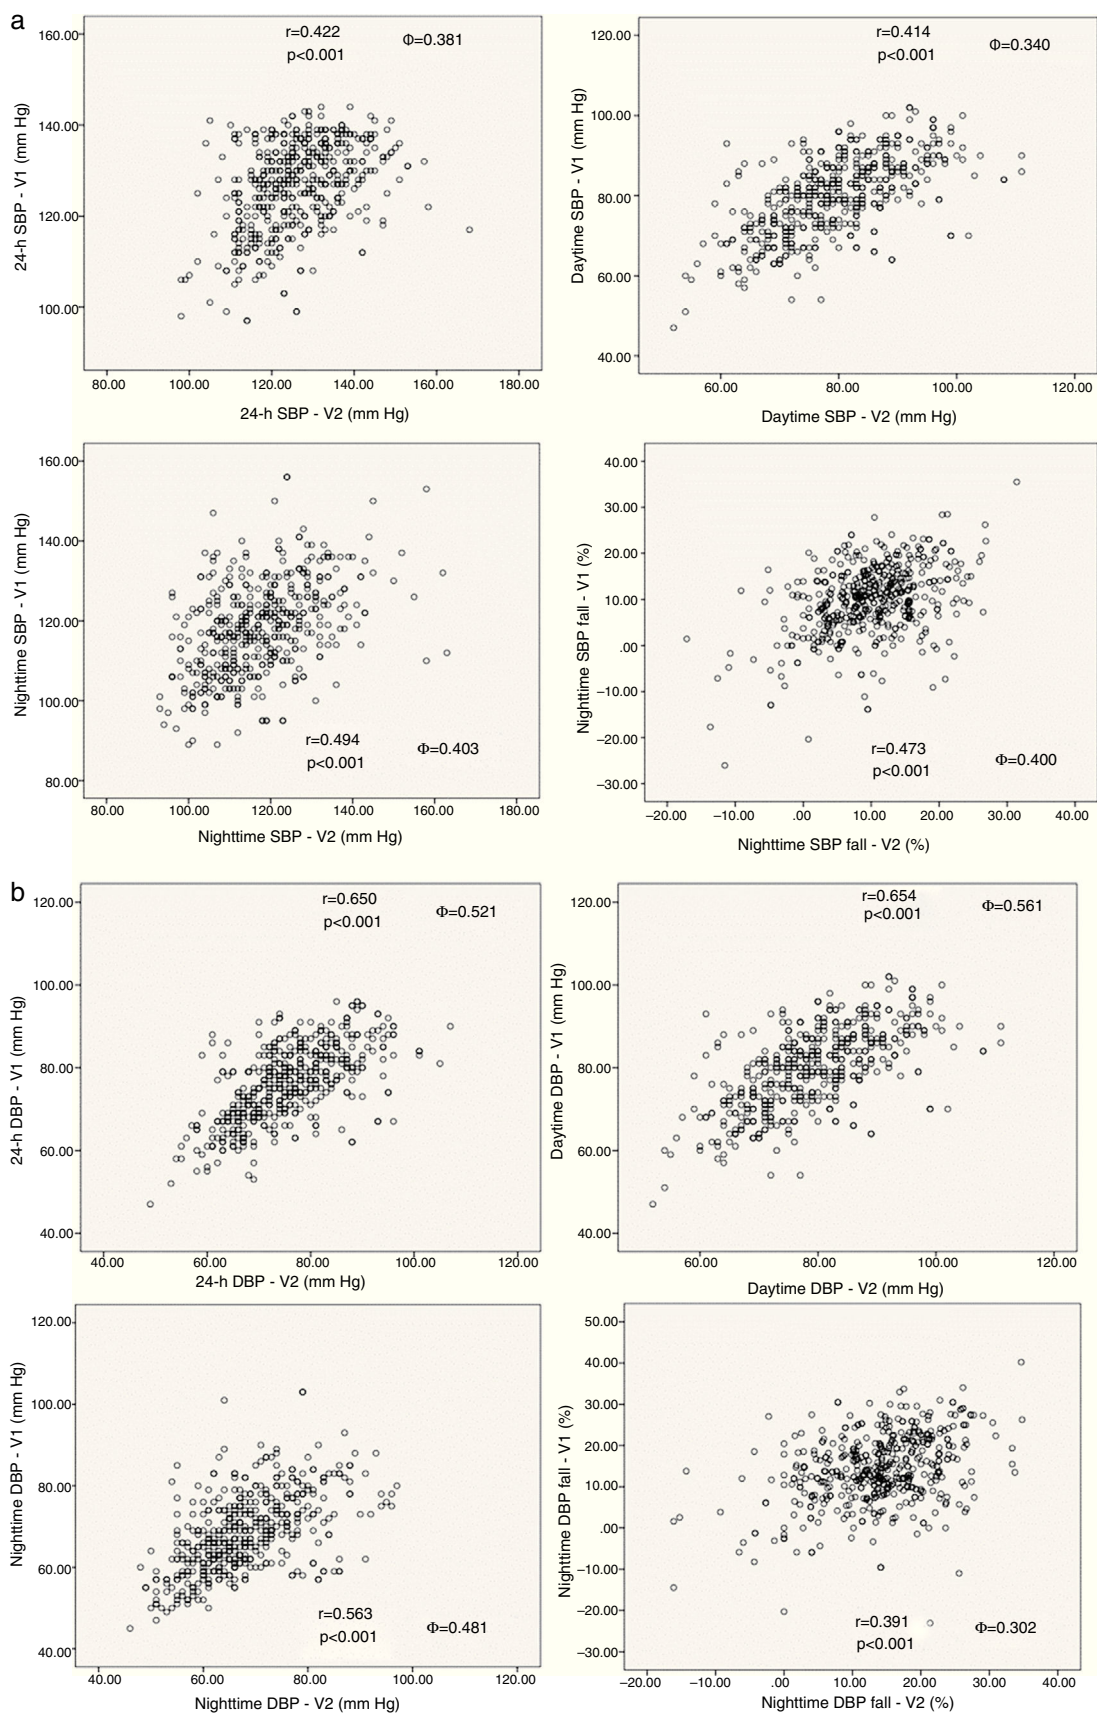 a
r=0.422
p<0.001
Φ=0.381
160.00
140.00
120.00
100.00
24-h SBP - V1 (mm Hg)
80.00 100.00 120.00 140.00 160.00 180.00
24-h SBP - V2 (mm Hg)
r=0.414
p<0.001
Φ=0.340
120.00
100.00
80.00
60.00
40.00
Daytime SBP - V1 (mm Hg)
60.00 80.00 100.00 120.00
Daytime SBP - V2 (mm Hg)
160.00
140.00
120.00
100.00
80.00
Nighttime SBP - V1 (mm Hg)
r=0.494
p<0.001
Φ=0.403
80.00 100.00 120.00 140.00 160.00 180.00
Nighttime SBP - V2 (mm Hg)
40.00
30.00
20.00
10.00
.00
−10.00
−20.00
−30.00
Nighttime SBP fall - V1 (%)
r=0.473
p<0.001
Φ=0.400
−20.00 −10.00 .00 10.00 20.00 30.00 40.00
Nighttime SBP fall - V2 (%)
b
r=0.650
p<0.001
Φ=0.521
120.00
100.00
80.00
60.00
40.00
24-h DBP - V1 (mm Hg)
40.00 60.00 80.00 100.00 120.00
24-h DBP - V2 (mm Hg)
r=0.654
p<0.001
Φ=0.561
120.00
100.00
80.00
60.00
40.00
Daytime DBP - V1 (mm Hg)
60.00 80.00 100.00 120.00
Daytime DBP - V2 (mm Hg)
120.00
100.00
80.00
60.00
40.00
Nighttime DBP - V1 (mm Hg)
r=0.563
p<0.001
Φ=0.481
40.00 60.00 80.00 100.00 120.00
Nighttime DBP - V2 (mm Hg)
50.00
40.00
30.00
20.00
10.00
.00
−10.00
−20.00
−30.00
Nighttime DBP fall - V1 (%)
r=0.391
p<0.001
Φ=0.302
−20.00 −10.00 .00 10.00 20.00 30.00 40.00
Nighttime DBP fall - V2 (%)